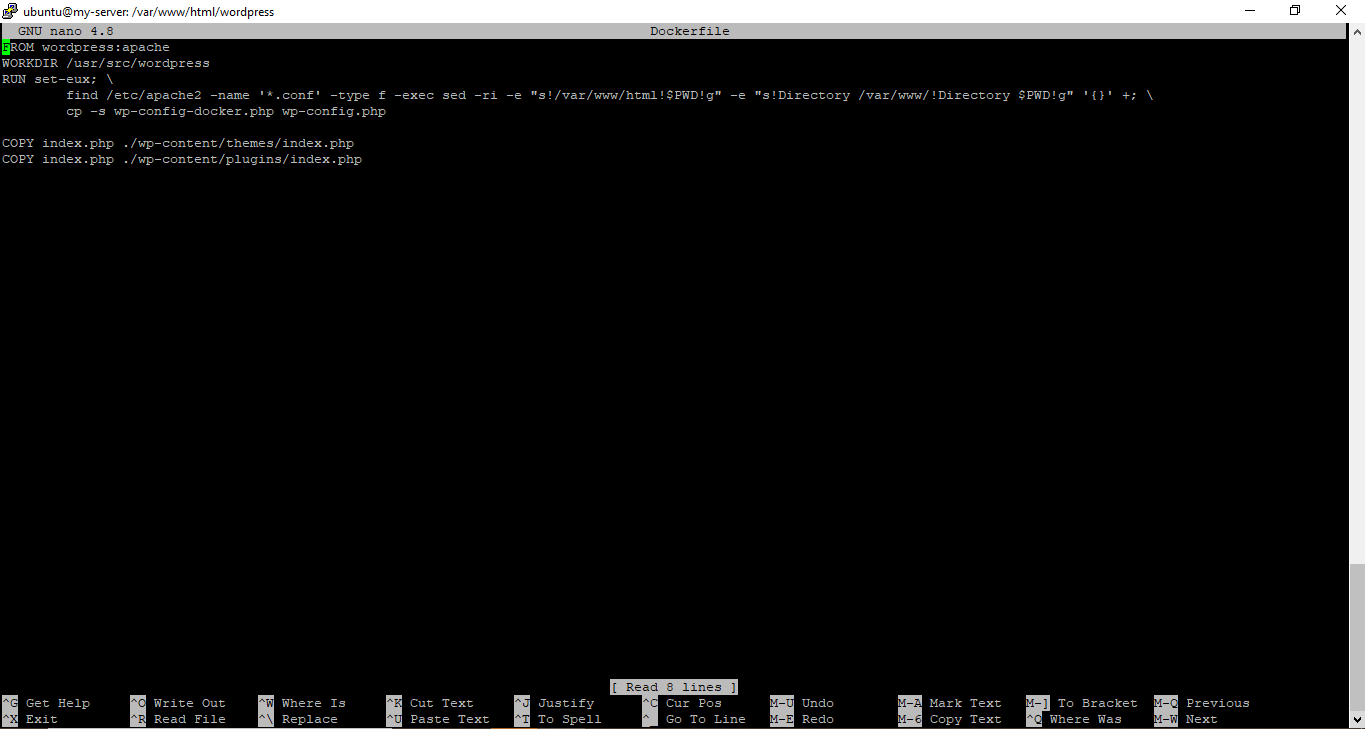 ubuntu@my-server: /var/www/html/wordpress
GNU nano 4.8 Dockerfile
FROM wordpress:apache
WORKDIR /usr/src/wordpress
RUN set-eux; \
find /etc/apache2 -name '*.conf' -type f -exec sed -ri -e "s!/var/www/html!$PWD!g" -e "s!Directory /var/www/!Directory $PWD!g" '{}' +; \
cp -s wp-config-docker.php wp-config.php
COPY index.php ./wp-content/themes/index.php
COPY index.php ./wp-content/plugins/index.php
[ Read 8 lines ]
^G Get Help ^O Write Out ^W Where Is ^K Cut Text ^J Justify ^C Cur Pos M-U Undo M-A Mark Text M-] To Bracket M-Q Previous
^X Exit ^R Read File ^\ Replace ^U Paste Text ^T To Spell ^_ Go To Line M-E Redo M-6 Copy Text ^Q Where Was M-W Next